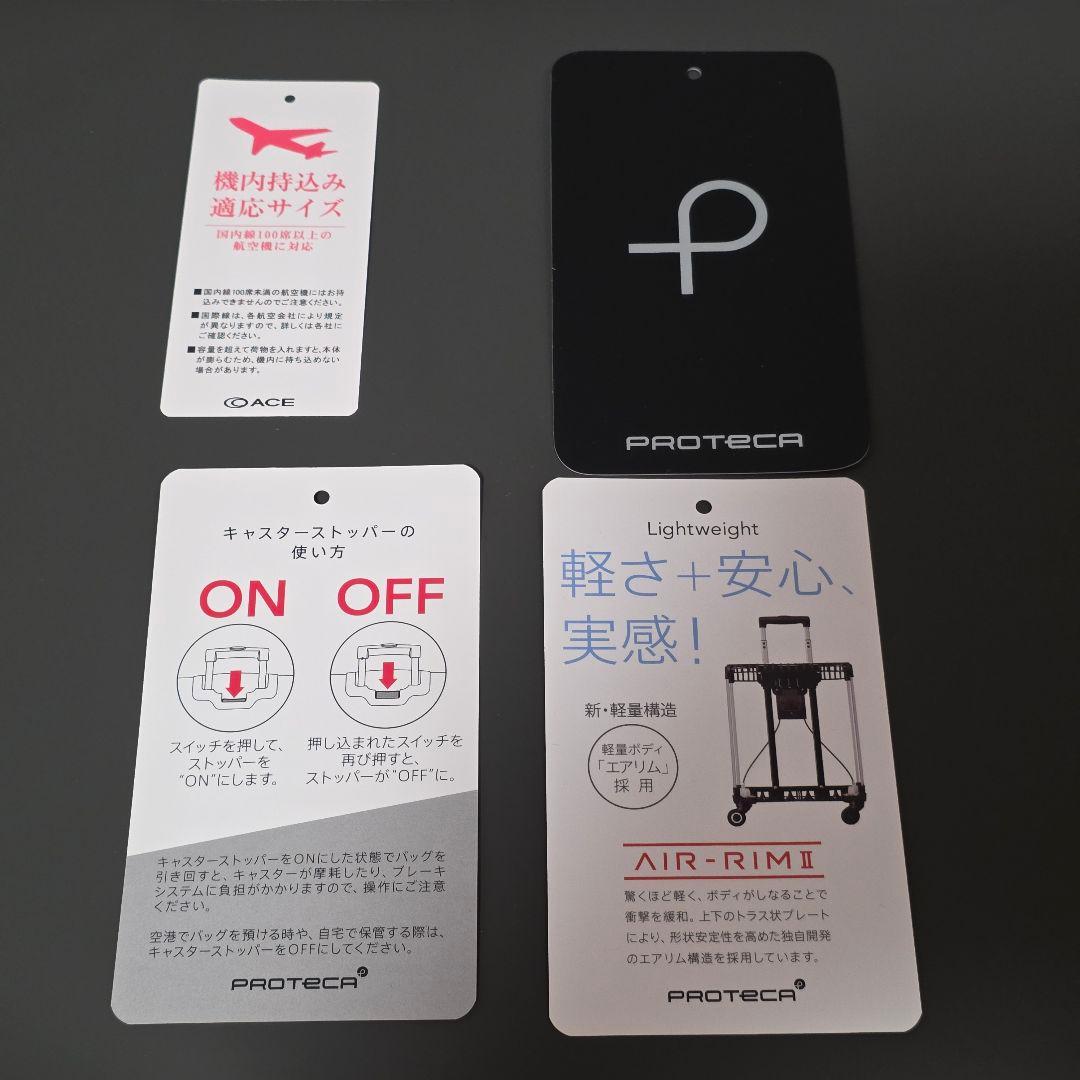 機内持込み
適応サイズ
国内線100席以上の
航空機に対応
■国内線100席未満の航空機にはお持
込みできませんのでご注意ください。
■国際線は、各航空会社により規定
が異なりますので、詳しくは各社に
ご確認ください。
■容量を超えて荷物を入れますと、本体
が膨らむため、機内に持ち込めない
場合があります。
ACE
PROTeCA
キャスターストッパーの
使い方
ON OFF
スイッチを押して、
ストッパーを
“ON”にします。
押し込まれたスイッチを
再び押すと、
ストッパーが“OFF”に。
キャスターストッパーをONにした状態でバッグを
引き回すと、キャスターが摩耗したり、ブレーキ
システムに負担がかかりますので、操作にご注意
ください。
空港でバッグを預ける時や、自宅で保管する際は、
キャスターストッパーをOFFにしてください。
PROTeCA
Lightweight
軽さ+安心、
実感!
新・軽量構造
軽量ボディ
「エアリム」
採用
AIR-RIMⅡ
驚くほど軽く、ボディがしなることで
衝撃を緩和。上下のトラス状プレート
により、形状安定性を高めた独自開発
のエアリム構造を採用しています。
PROTeCA